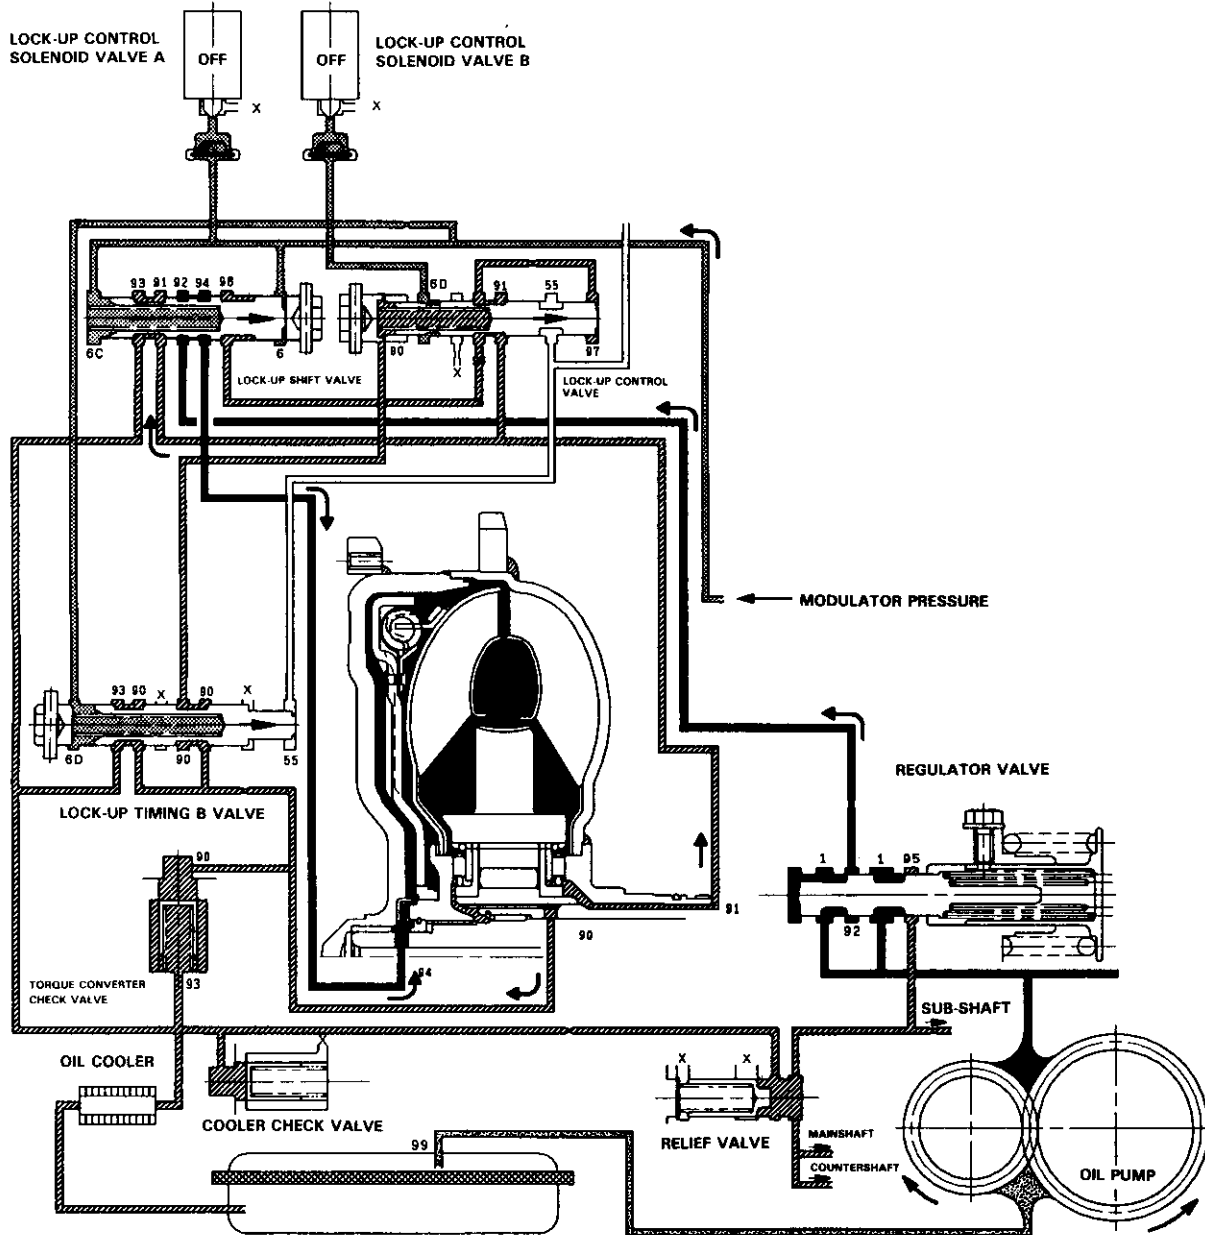 LOCK-UP CONTROL
SOLENOID VALVE A
OFF
X
OFF
LOCK-UP CONTROL
SOLENOID VALVE B
X
93 91 92 94 98
6C
6
LOCK-UP SHIFT VALVE
6D
91
55
90
X
97
LOCK-UP CONTROL
VALVE
MODULATOR PRESSURE
93 90
X
80
X
6D
90
55
LOCK-UP TIMING B VALVE
REGULATOR VALVE
1
1
95
92
91
90
94
90
93
TORQUE CONVERTER
CHECK VALVE
SUB-SHAFT
OIL COOLER
X
COOLER CHECK VALVE
X
X
RELIEF VALVE
MAINSHAFT
COUNTERSHAFT
OIL PUMP
99